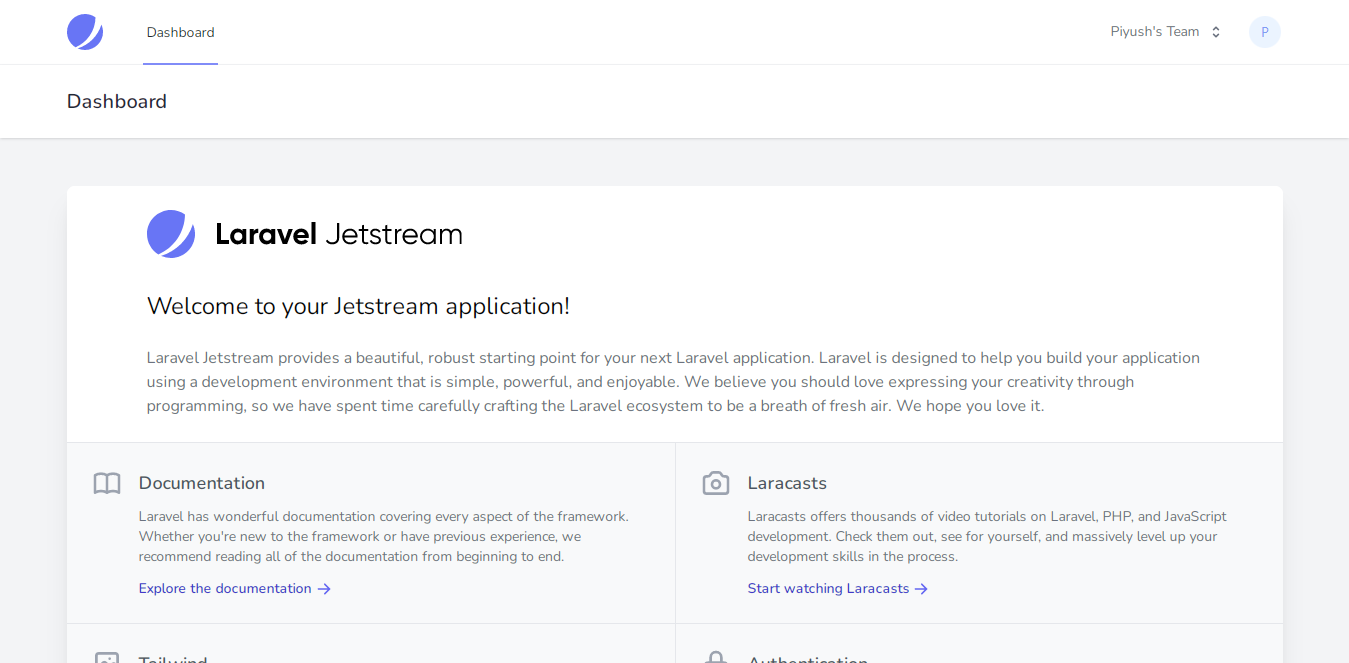 Dashboard
Piyush's Team
P
Dashboard
Laravel Jetstream
Welcome to your Jetstream application!
Laravel Jetstream provides a beautiful, robust starting point for your next Laravel application. Laravel is designed to help you build your application
using a development environment that is simple, powerful, and enjoyable. We believe you should love expressing your creativity through
programming, so we have spent time carefully crafting the Laravel ecosystem to be a breath of fresh air. We hope you love it.
Documentation
Laravel has wonderful documentation covering every aspect of the framework.
Whether you're new to the framework or have previous experience, we
recommend reading all of the documentation from beginning to end.
Explore the documentation
Laracasts
Laracasts offers thousands of video tutorials on Laravel, PHP, and JavaScript
development. Check them out, see for yourself, and massively level up your
development skills in the process.
Start watching Laracasts
Tailwind
Authentication